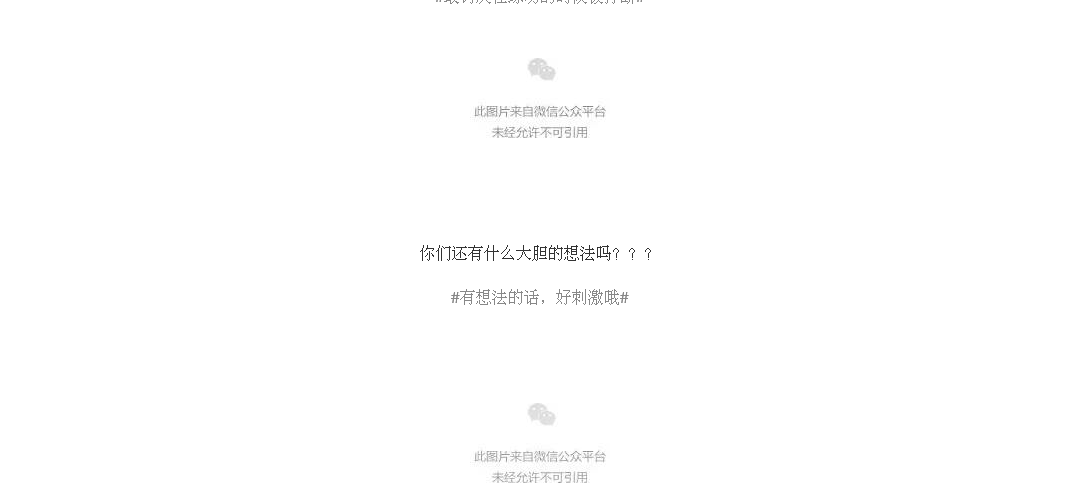 此图片来自微信公众平台
未经允许不可引用
你们还有什么大胆的想法吗？？？
#有想法的话，好刺激哦#
此图片来自微信公众平台
未经允许不可引用